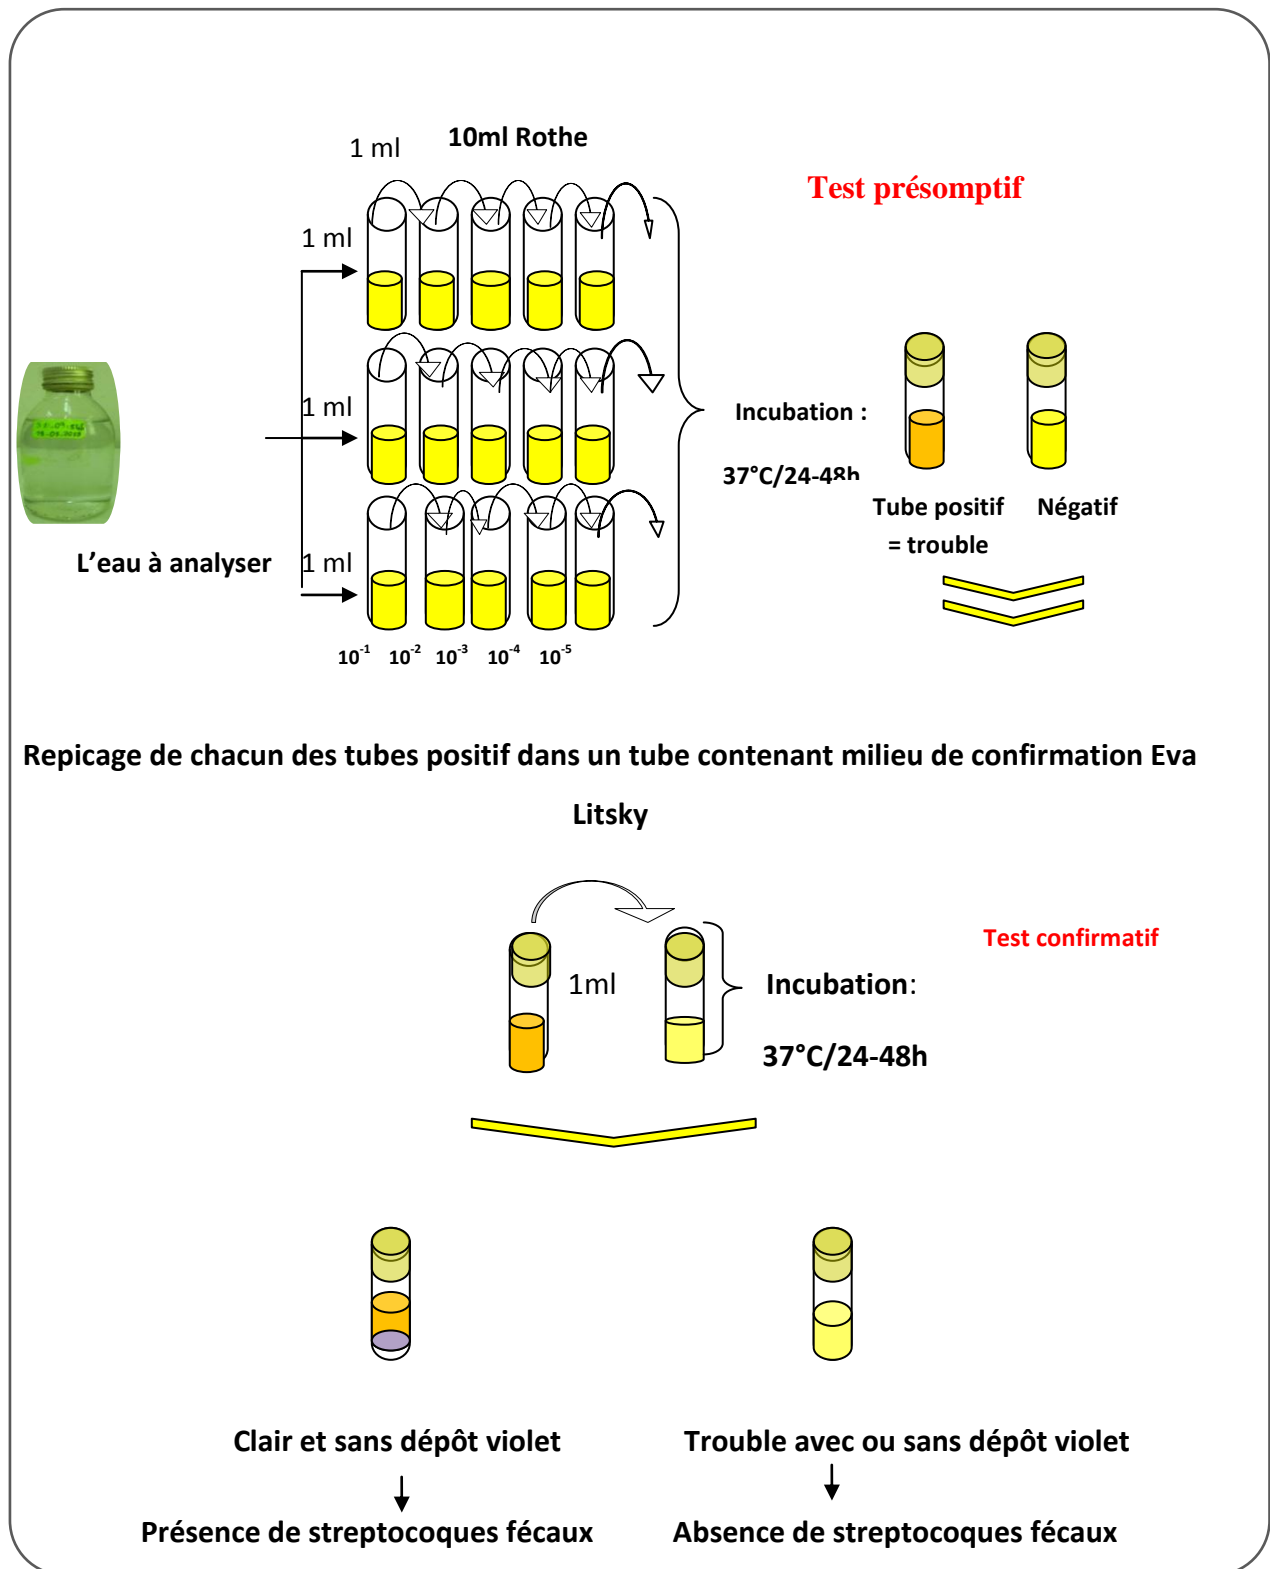 1 ml
10ml Rothe
Test présomptif
1 ml
1 ml
Incubation :
37°C/24-48h
Tube positif
= trouble
Négatif
L’eau à analyser
1 ml
10-1 10-2 10-3 10-4 10-5
Repicage de chacun des tubes positif dans un tube contenant milieu de confirmation Eva
Litsky
Test confirmatif
1ml
Incubation:
37°C/24-48h
Clair et sans dépôt violet
Trouble avec ou sans dépôt violet
Présence de streptocoques fécaux
Absence de streptocoques fécaux